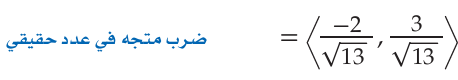 = ⟨ -2/√13 , 3/√13 ⟩ ضرب متجه في عدد حقيقي